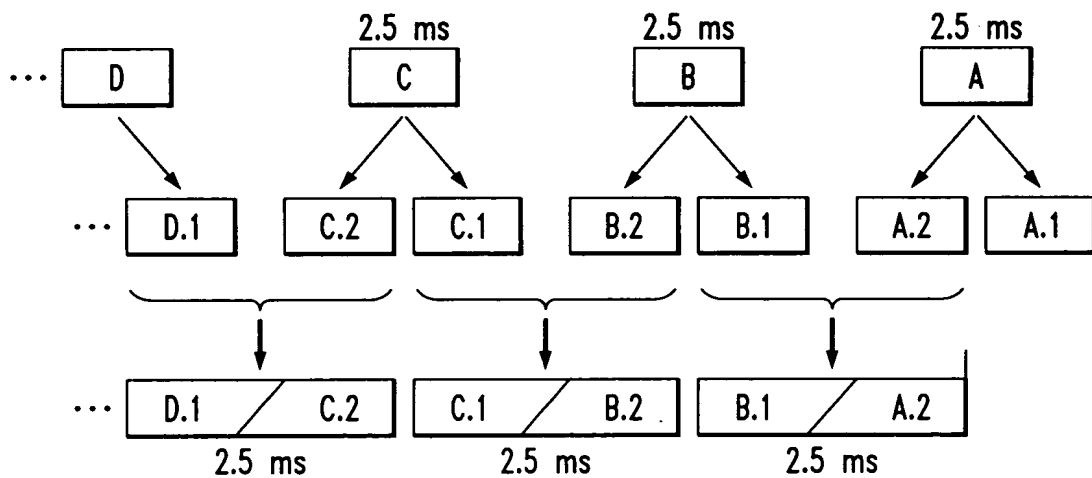 2.5 ms 2.5 ms 2.5 ms
... D C B A
... D.1 C.2 C.1 B.2 B.1 A.2 A.1
... D.1 C.2 C.1 B.2 B.1 A.2
2.5 ms 2.5 ms 2.5 ms